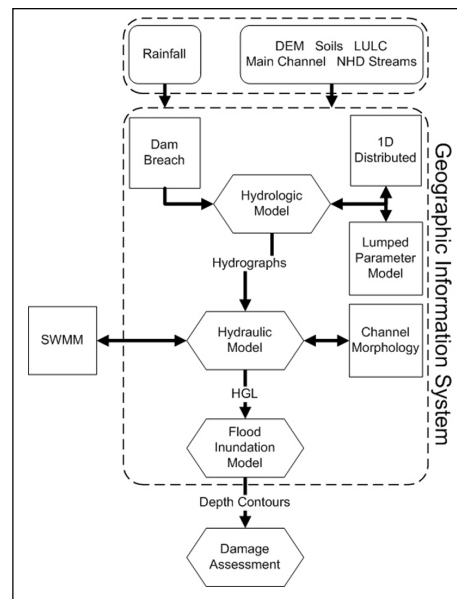 Rainfall
DEM Soils LULC
Main Channel NHD Streams
Dam
Breach
1D
Distributed
Hydrologic
Model
Lumped
Parameter
Model
Hydrographs
SWMM
Hydraulic
Model
Channel
Morphology
HGL
Flood
Inundation
Model
Depth Contours
Damage
Assessment
Geographic Information System